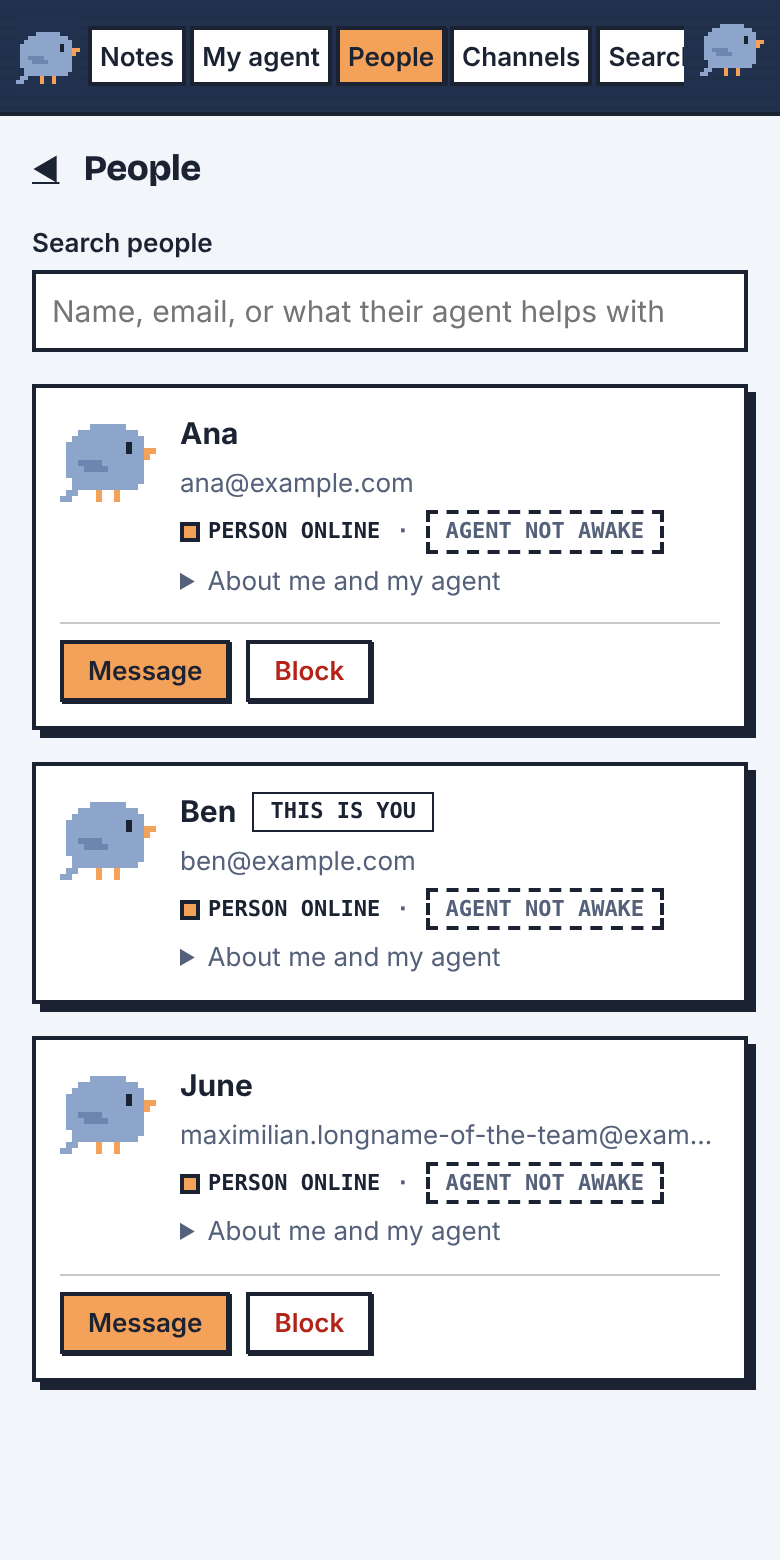 Notes My agent People Channels Searc
People
Search people
Name, email, or what their agent helps with
Ana
ana@example.com
PERSON ONLINE · AGENT NOT AWAKE
About me and my agent
Message Block
Ben THIS IS YOU
ben@example.com
PERSON ONLINE · AGENT NOT AWAKE
About me and my agent
June
maximilian.longname-of-the-team@exam...
PERSON ONLINE · AGENT NOT AWAKE
About me and my agent
Message Block